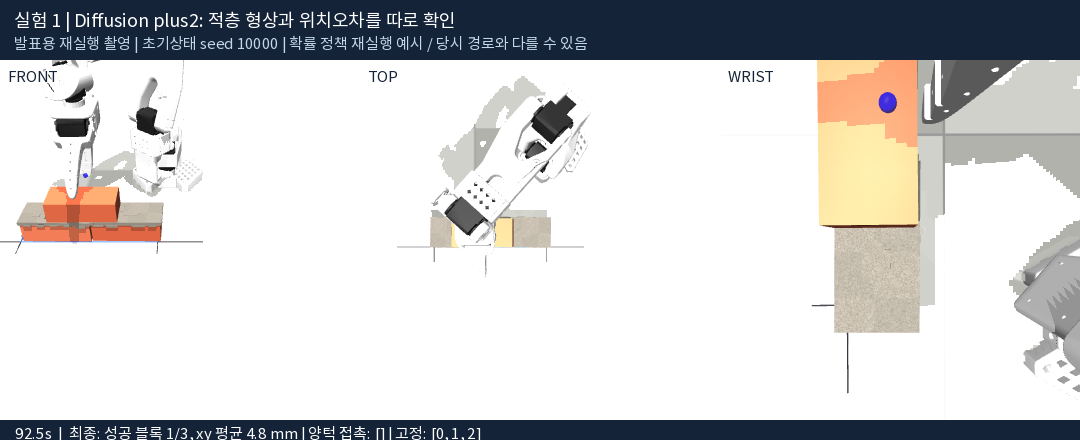 실험 1 | Diffusion plus2: 적층 형상과 위치오차를 따로 확인
발표용 재실행 촬영 | 초기상태 seed 10000 | 확률 정책 재실행 예시 / 당시 경로와 다를 수 있음
FRONT
TOP
WRIST
92.5s | 최종: 성공 블록 1/3, xy 평균 4.8 mm | 양턱 접촉: [] | 고정: [0,1,2]